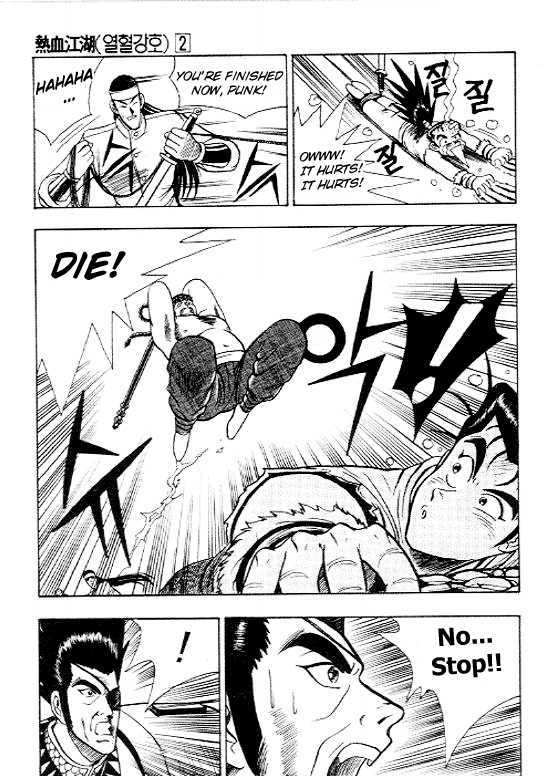 熱血江湖(열혈강호) 2
HAHAHA
...
YOU'RE FINISHED
NOW, PUNK!
OWWW!
IT HURTS!
IT HURTS!
질
질
질
DIE!
악!
No...
Stop!!
!